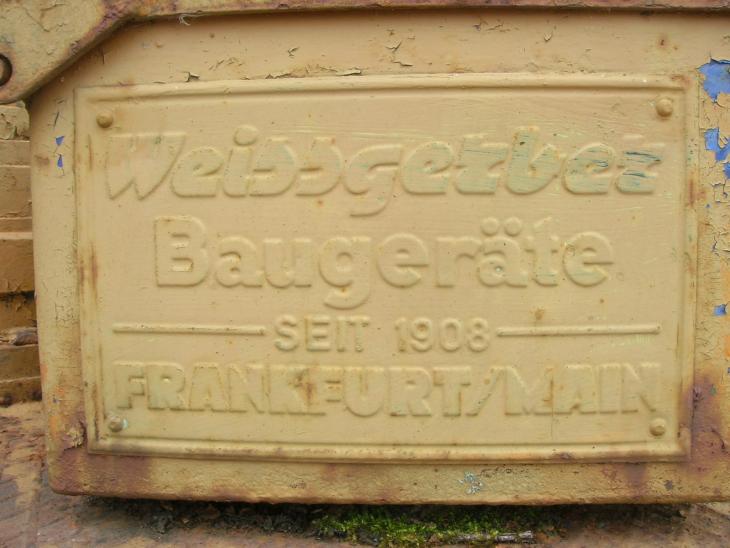 Weissgerber
Baugeräte
SEIT 1908
FRANKFURT/MAIN